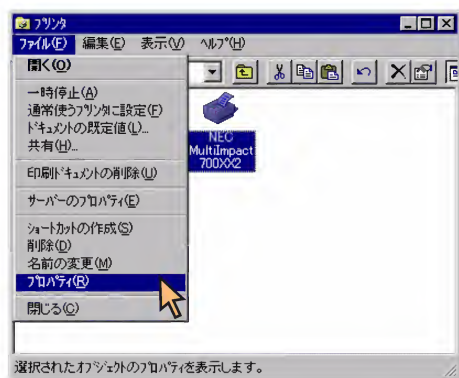 プリンタ
ファイル(F) 編集(E) 表示(V) ヘルプ(H)
開く(O)
一時停止(A)
通常使うプリンタに設定(F)
ドキュメントの既定値(L)...
共有(H)...
印刷ドキュメントの削除(U)
サーバーのプロパティ(E)
ショートカットの作成(S)
削除(D)
名前の変更(M)
プロパティ(R)
閉じる(C)
NEC
MultiImpact
700XX2
選択されたオブジェクトのプロパティを表示します。